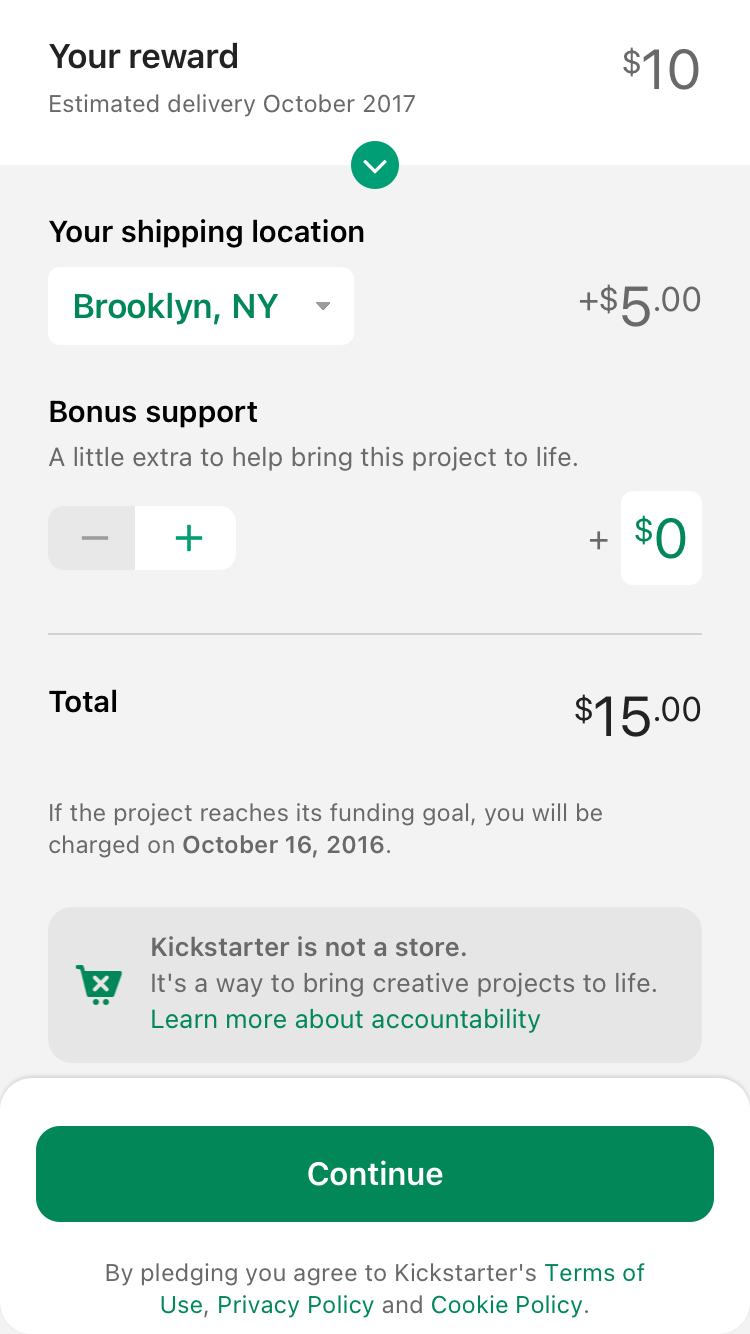 Your reward
$10
Estimated delivery October 2017
Your shipping location
Brooklyn, NY
+$5.00
Bonus support
A little extra to help bring this project to life.
− +
+ $0
Total
$15.00
If the project reaches its funding goal, you will be
charged on October 16, 2016.
Kickstarter is not a store.
It's a way to bring creative projects to life.
Learn more about accountability
Continue
By pledging you agree to Kickstarter's Terms of
Use, Privacy Policy and Cookie Policy.